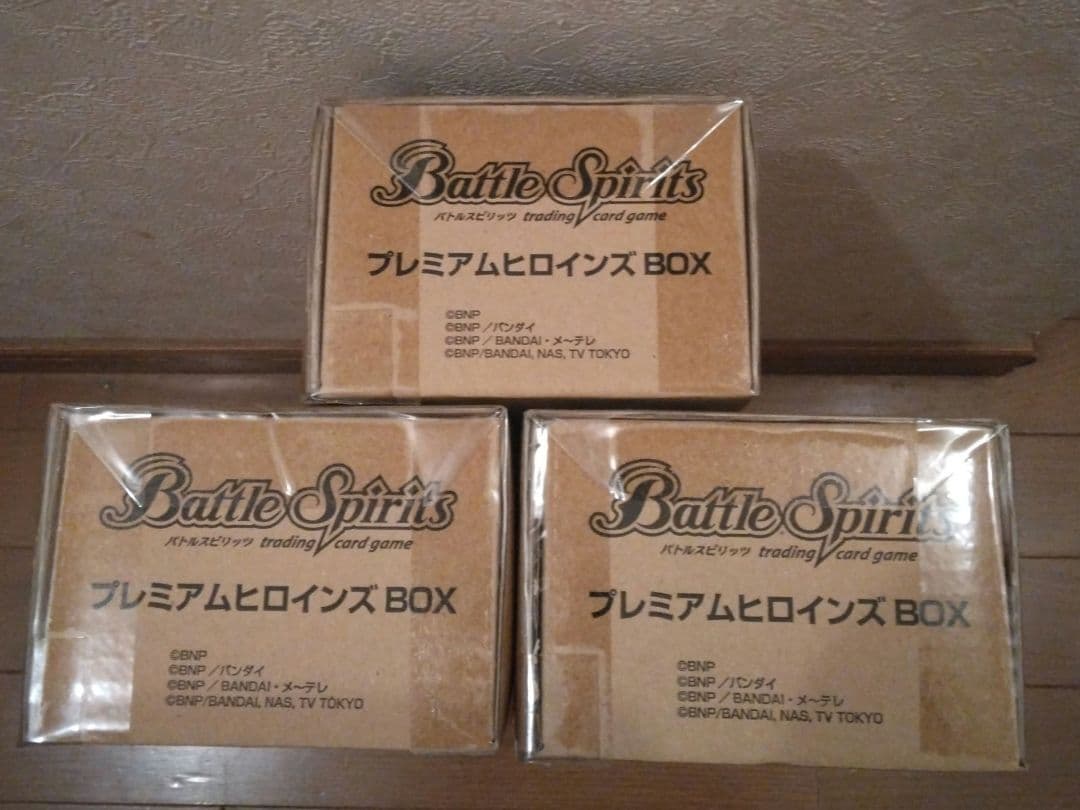 Battle Spirits
バトルスピリッツ trading card game
プレミアムヒロインズ BOX
©BNP
©BNP／バンダイ
©BNP／BANDAI・メ〜テレ
©BNP/BANDAI, NAS, TV TOKYO
Battle Spirits
バトルスピリッツ trading card game
プレミアムヒロインズ BOX
©BNP
©BNP／バンダイ
©BNP／BANDAI・メ〜テレ
©BNP/BANDAI, NAS, TV TOKYO
Battle Spirits
バトルスピリッツ trading card game
プレミアムヒロインズ BOX
©BNP
©BNP／バンダイ
©BNP／BANDAI・メ〜テレ
©BNP/BANDAI, NAS, TV TOKYO